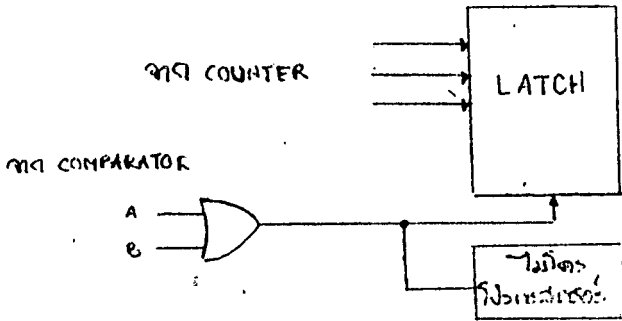 จาก COUNTER
LATCH
จาก COMPARATOR
A
B
ไมโคร
โปรเซสเซอร์